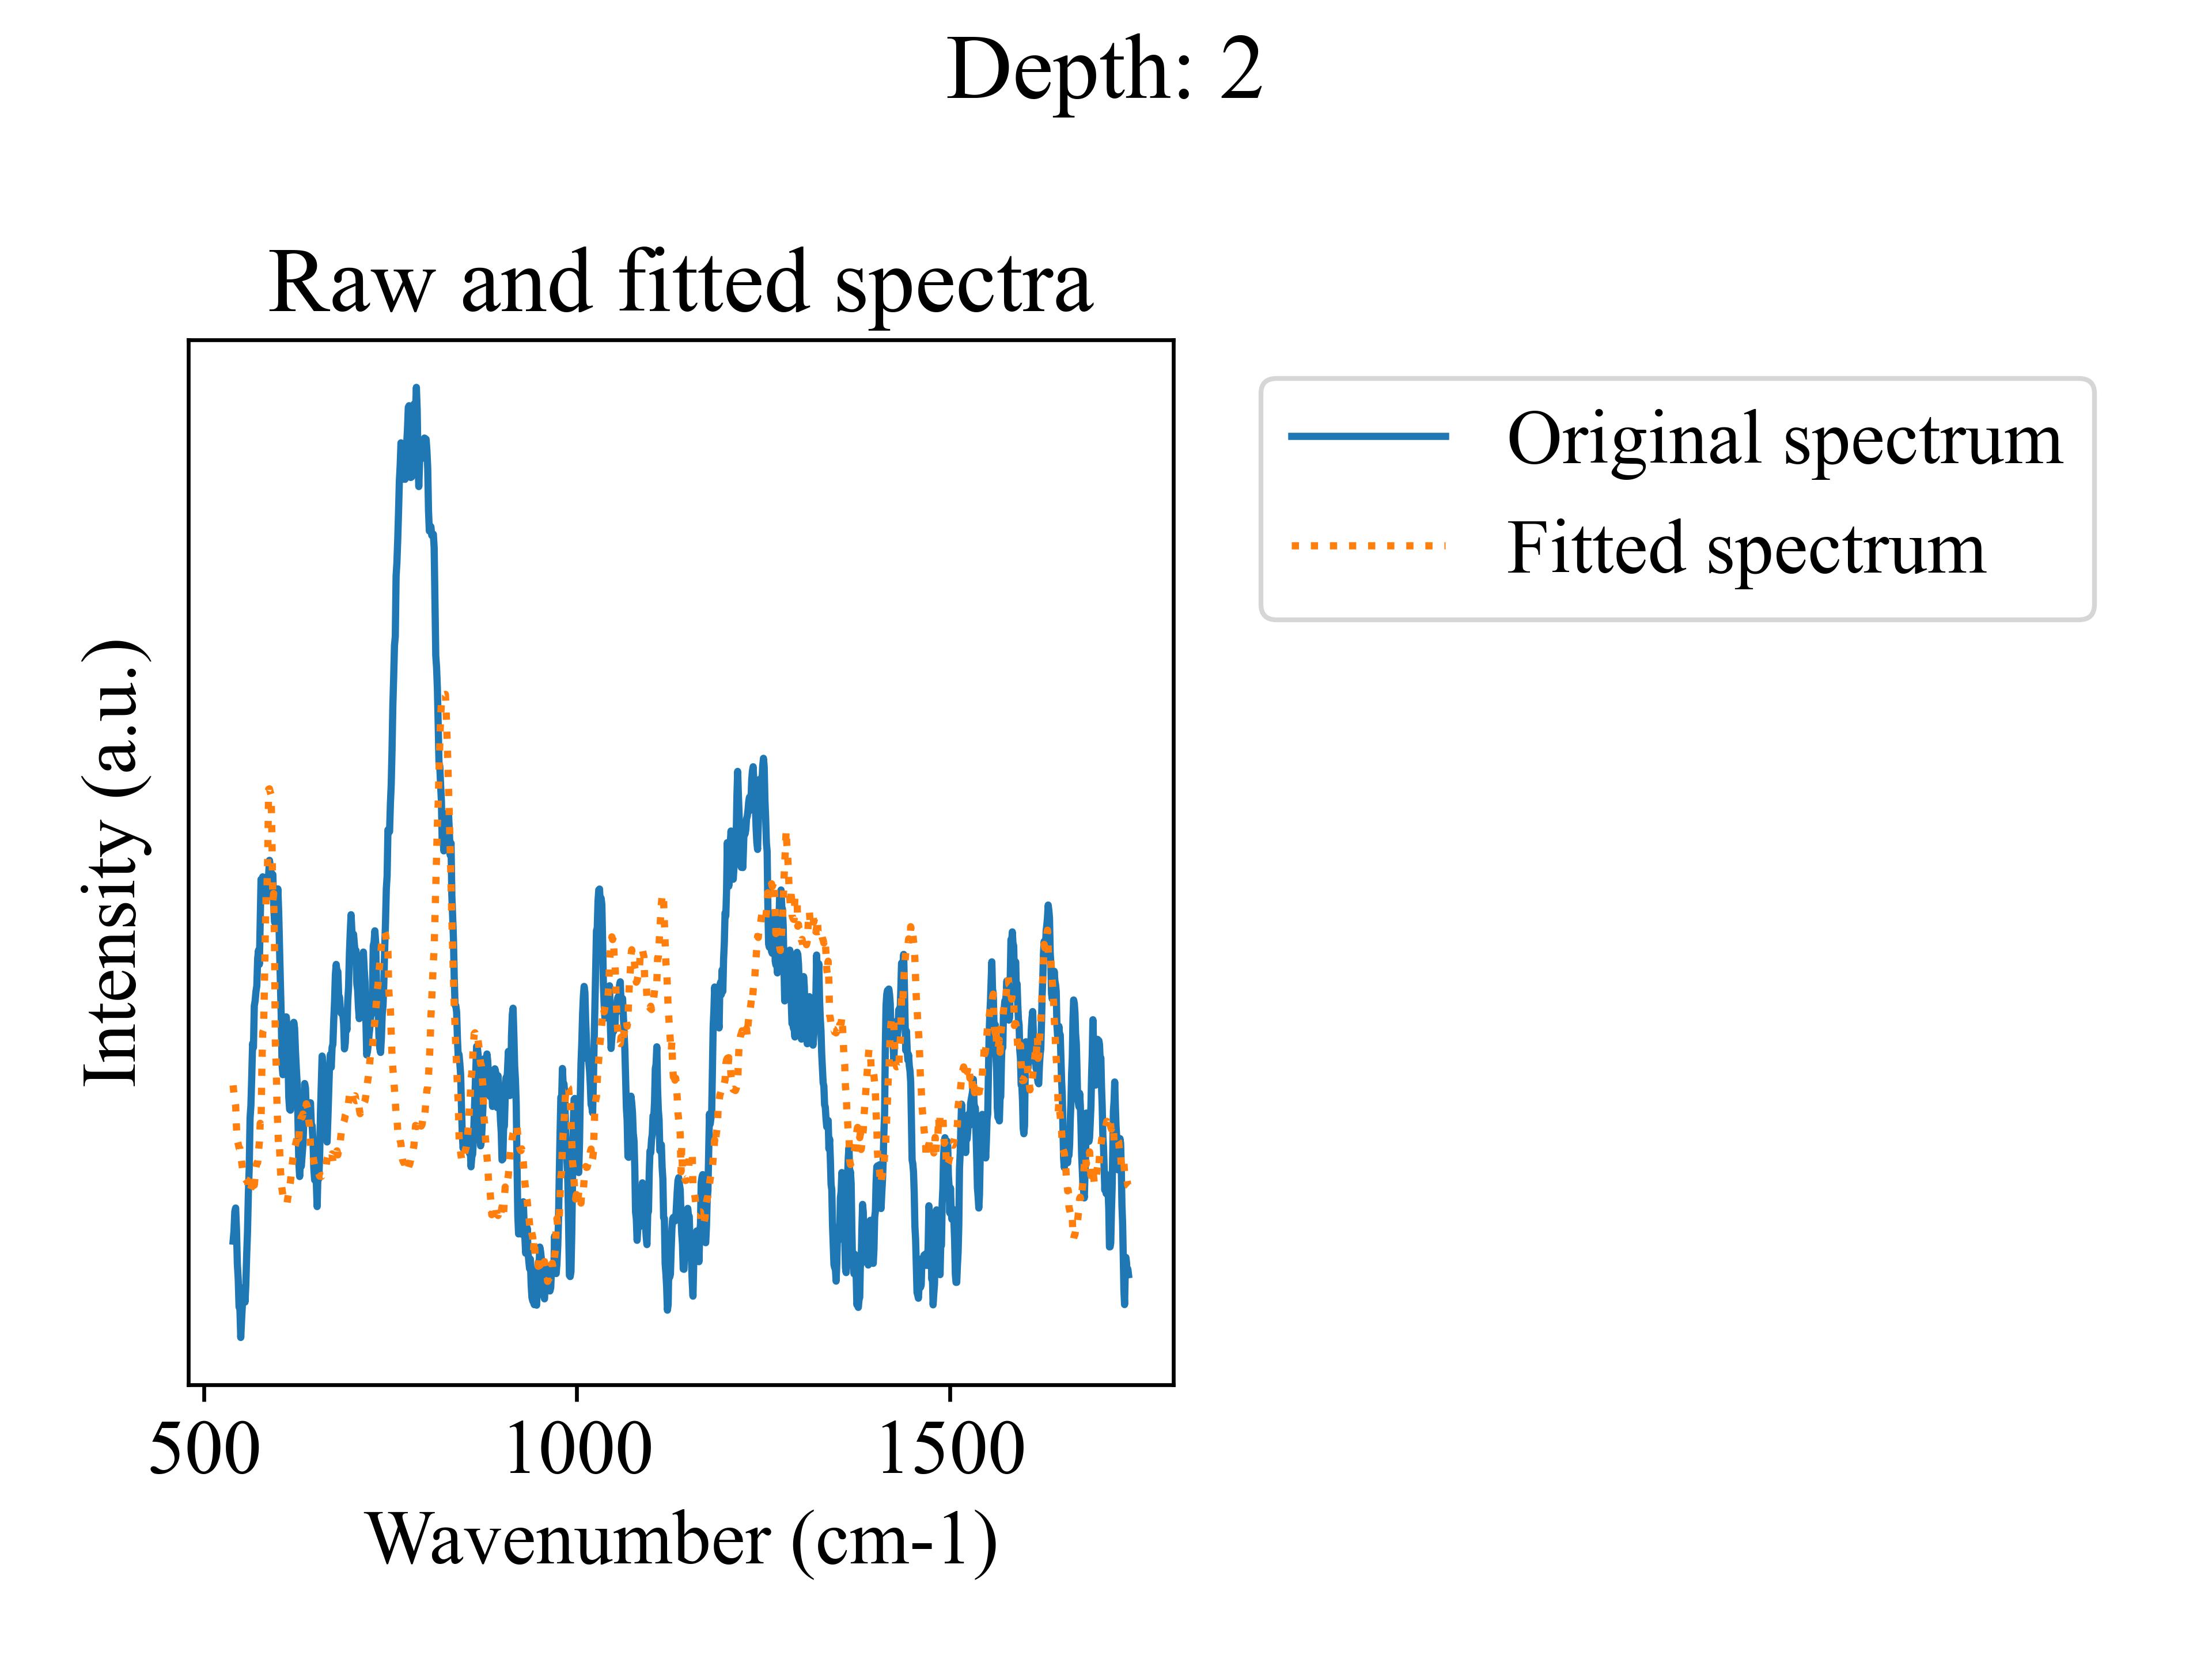 Depth: 2
Raw and fitted spectra
Original spectrum
Fitted spectrum
Intensity (a.u.)
500 1000 1500
Wavenumber (cm-1)